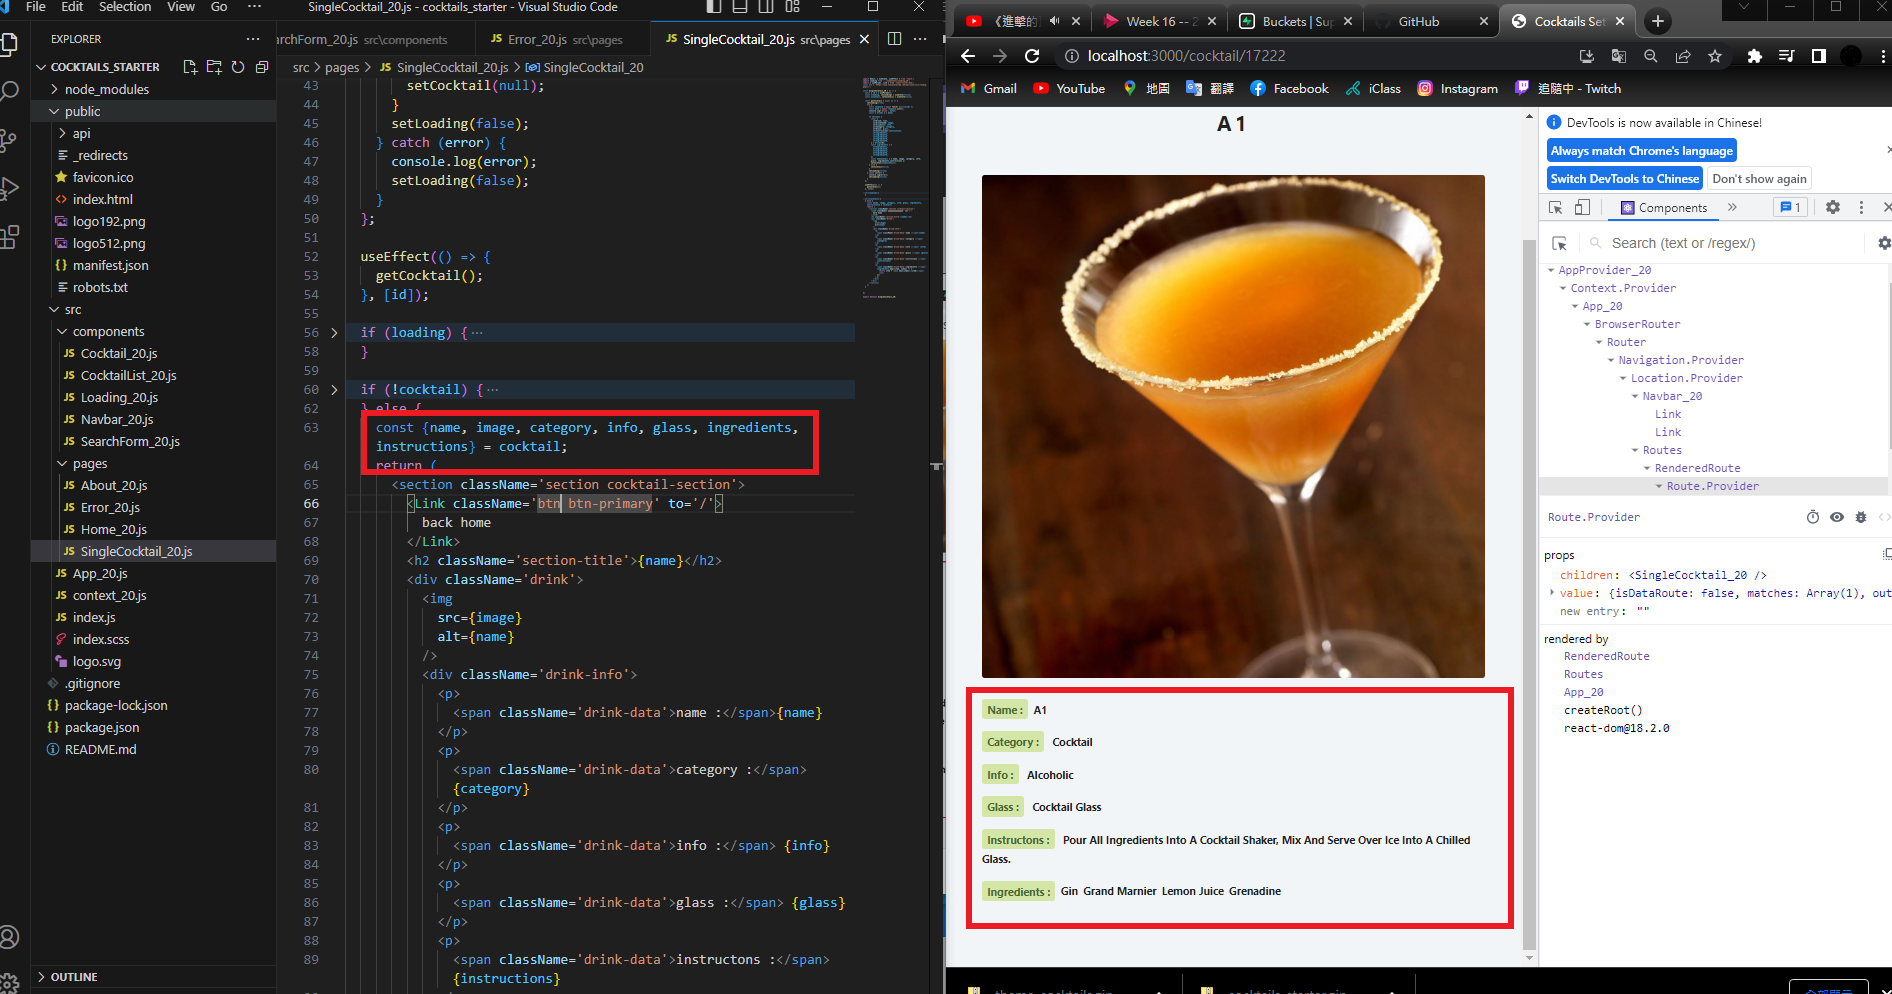 File Edit Selection View Go ··· SingleCocktail_20.js - cocktails_starter - Visual Studio Code
EXPLORER ···
COCKTAILS_STARTER
node_modules
public
api
_redirects
favicon.ico
index.html
logo192.png
logo512.png
manifest.json
robots.txt
src
components
Cocktail_20.js
CocktailList_20.js
Loading_20.js
Navbar_20.js
SearchForm_20.js
pages
About_20.js
Error_20.js
Home_20.js
SingleCocktail_20.js
App_20.js
context_20.js
index.js
index.scss
logo.svg
.gitignore
package-lock.json
package.json
README.md
OUTLINE
archForm_20.js src\components
Error_20.js src\pages
SingleCocktail_20.js src\pages
src > pages > JS SingleCocktail_20.js > SingleCocktail_20
43 setCocktail(null);
44 }
45 setLoading(false);
46 } catch (error) {
47 console.log(error);
48 setLoading(false);
49 }
50 };
51
52 useEffect(() => {
53 getCocktail();
54 }, [id]);
55
56 if (loading) { ···
58 }
59
60 if (!cocktail) { ···
62 } else {
63 const {name, image, category, info, glass, ingredients,
instructions} = cocktail;
64 return (
65 <section className='section cocktail-section'>
66 <Link className='btn btn-primary' to='/'>
67 back home
68 </Link>
69 <h2 className='section-title'>{name}</h2>
70 <div className='drink'>
71 <img
72 src={image}
73 alt={name}
74 />
75 <div className='drink-info'>
76 <p>
77 <span className='drink-data'>name :</span>{name}
78 </p>
79 <p>
80 <span className='drink-data'>category :</span>
{category}
81 </p>
82 <p>
83 <span className='drink-data'>info :</span> {info}
84 </p>
85 <p>
86 <span className='drink-data'>glass :</span> {glass}
87 </p>
88 <p>
89 <span className='drink-data'>instructons :</span>
{instructions}
《進擊的
Week 16 -- 2
Buckets | Sup
GitHub
Cocktails Set
localhost:3000/cocktail/17222
Gmail YouTube 地圖 翻譯 Facebook iClass Instagram 追隨中 - Twitch
A 1
Name : A1
Category : Cocktail
Info : Alcoholic
Glass : Cocktail Glass
Instructons : Pour All Ingredients Into A Cocktail Shaker, Mix And Serve Over Ice Into A Chilled
Glass.
Ingredients : Gin Grand Marnier Lemon Juice Grenadine
DevTools is now available in Chinese!
Always match Chrome's language
Switch DevTools to Chinese Don't show again
Components » 1
Search (text or /regex/)
AppProvider_20
Context.Provider
App_20
BrowserRouter
Router
Navigation.Provider
Location.Provider
Navbar_20
Link
Link
Routes
RenderedRoute
Route.Provider
Route.Provider
props
children: <SingleCocktail_20 />
value: {isDataRoute: false, matches: Array(1), out
new entry: ""
rendered by
RenderedRoute
Routes
App_20
createRoot()
react-dom@18.2.0